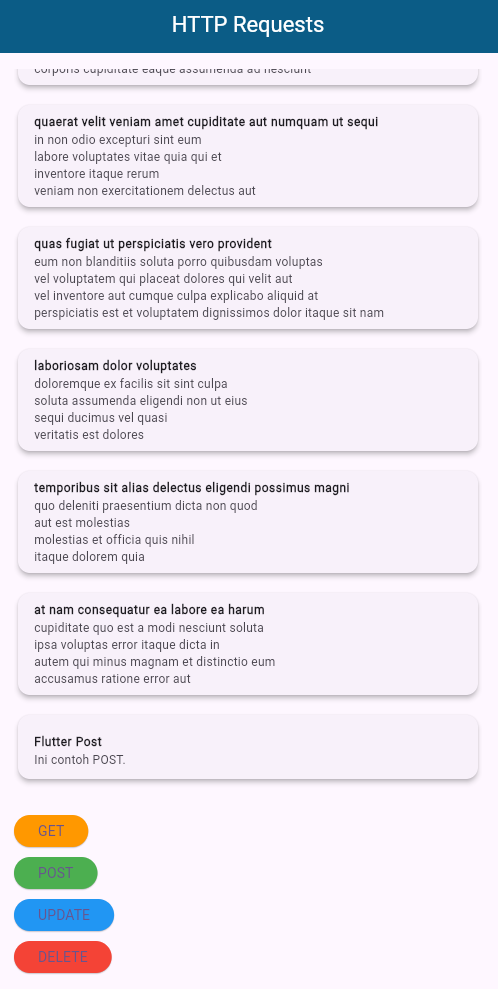 HTTP Requests
corporis cupiditate eaque assumenda ad nesciunt
quaerat velit veniam amet cupiditate aut numquam ut sequi
in non odio excepturi sint eum
labore voluptates vitae quia qui et
inventore itaque rerum
veniam non exercitationem delectus aut
quas fugiat ut perspiciatis vero provident
eum non blanditiis soluta porro quibusdam voluptas
vel voluptatem qui placeat dolores qui velit aut
vel inventore aut cumque culpa explicabo aliquid at
perspiciatis est et voluptatem dignissimos dolor itaque sit nam
laboriosam dolor voluptates
doloremque ex facilis sit sint culpa
soluta assumenda eligendi non ut eius
sequi ducimus vel quasi
veritatis est dolores
temporibus sit alias delectus eligendi possimus magni
quo deleniti praesentium dicta non quod
aut est molestias
molestias et officia quis nihil
itaque dolorem quia
at nam consequatur ea labore ea harum
cupiditate quo est a modi nesciunt soluta
ipsa voluptas error itaque dicta in
autem qui minus magnam et distinctio eum
accusamus ratione error aut
Flutter Post
Ini contoh POST.
GET
POST
UPDATE
DELETE